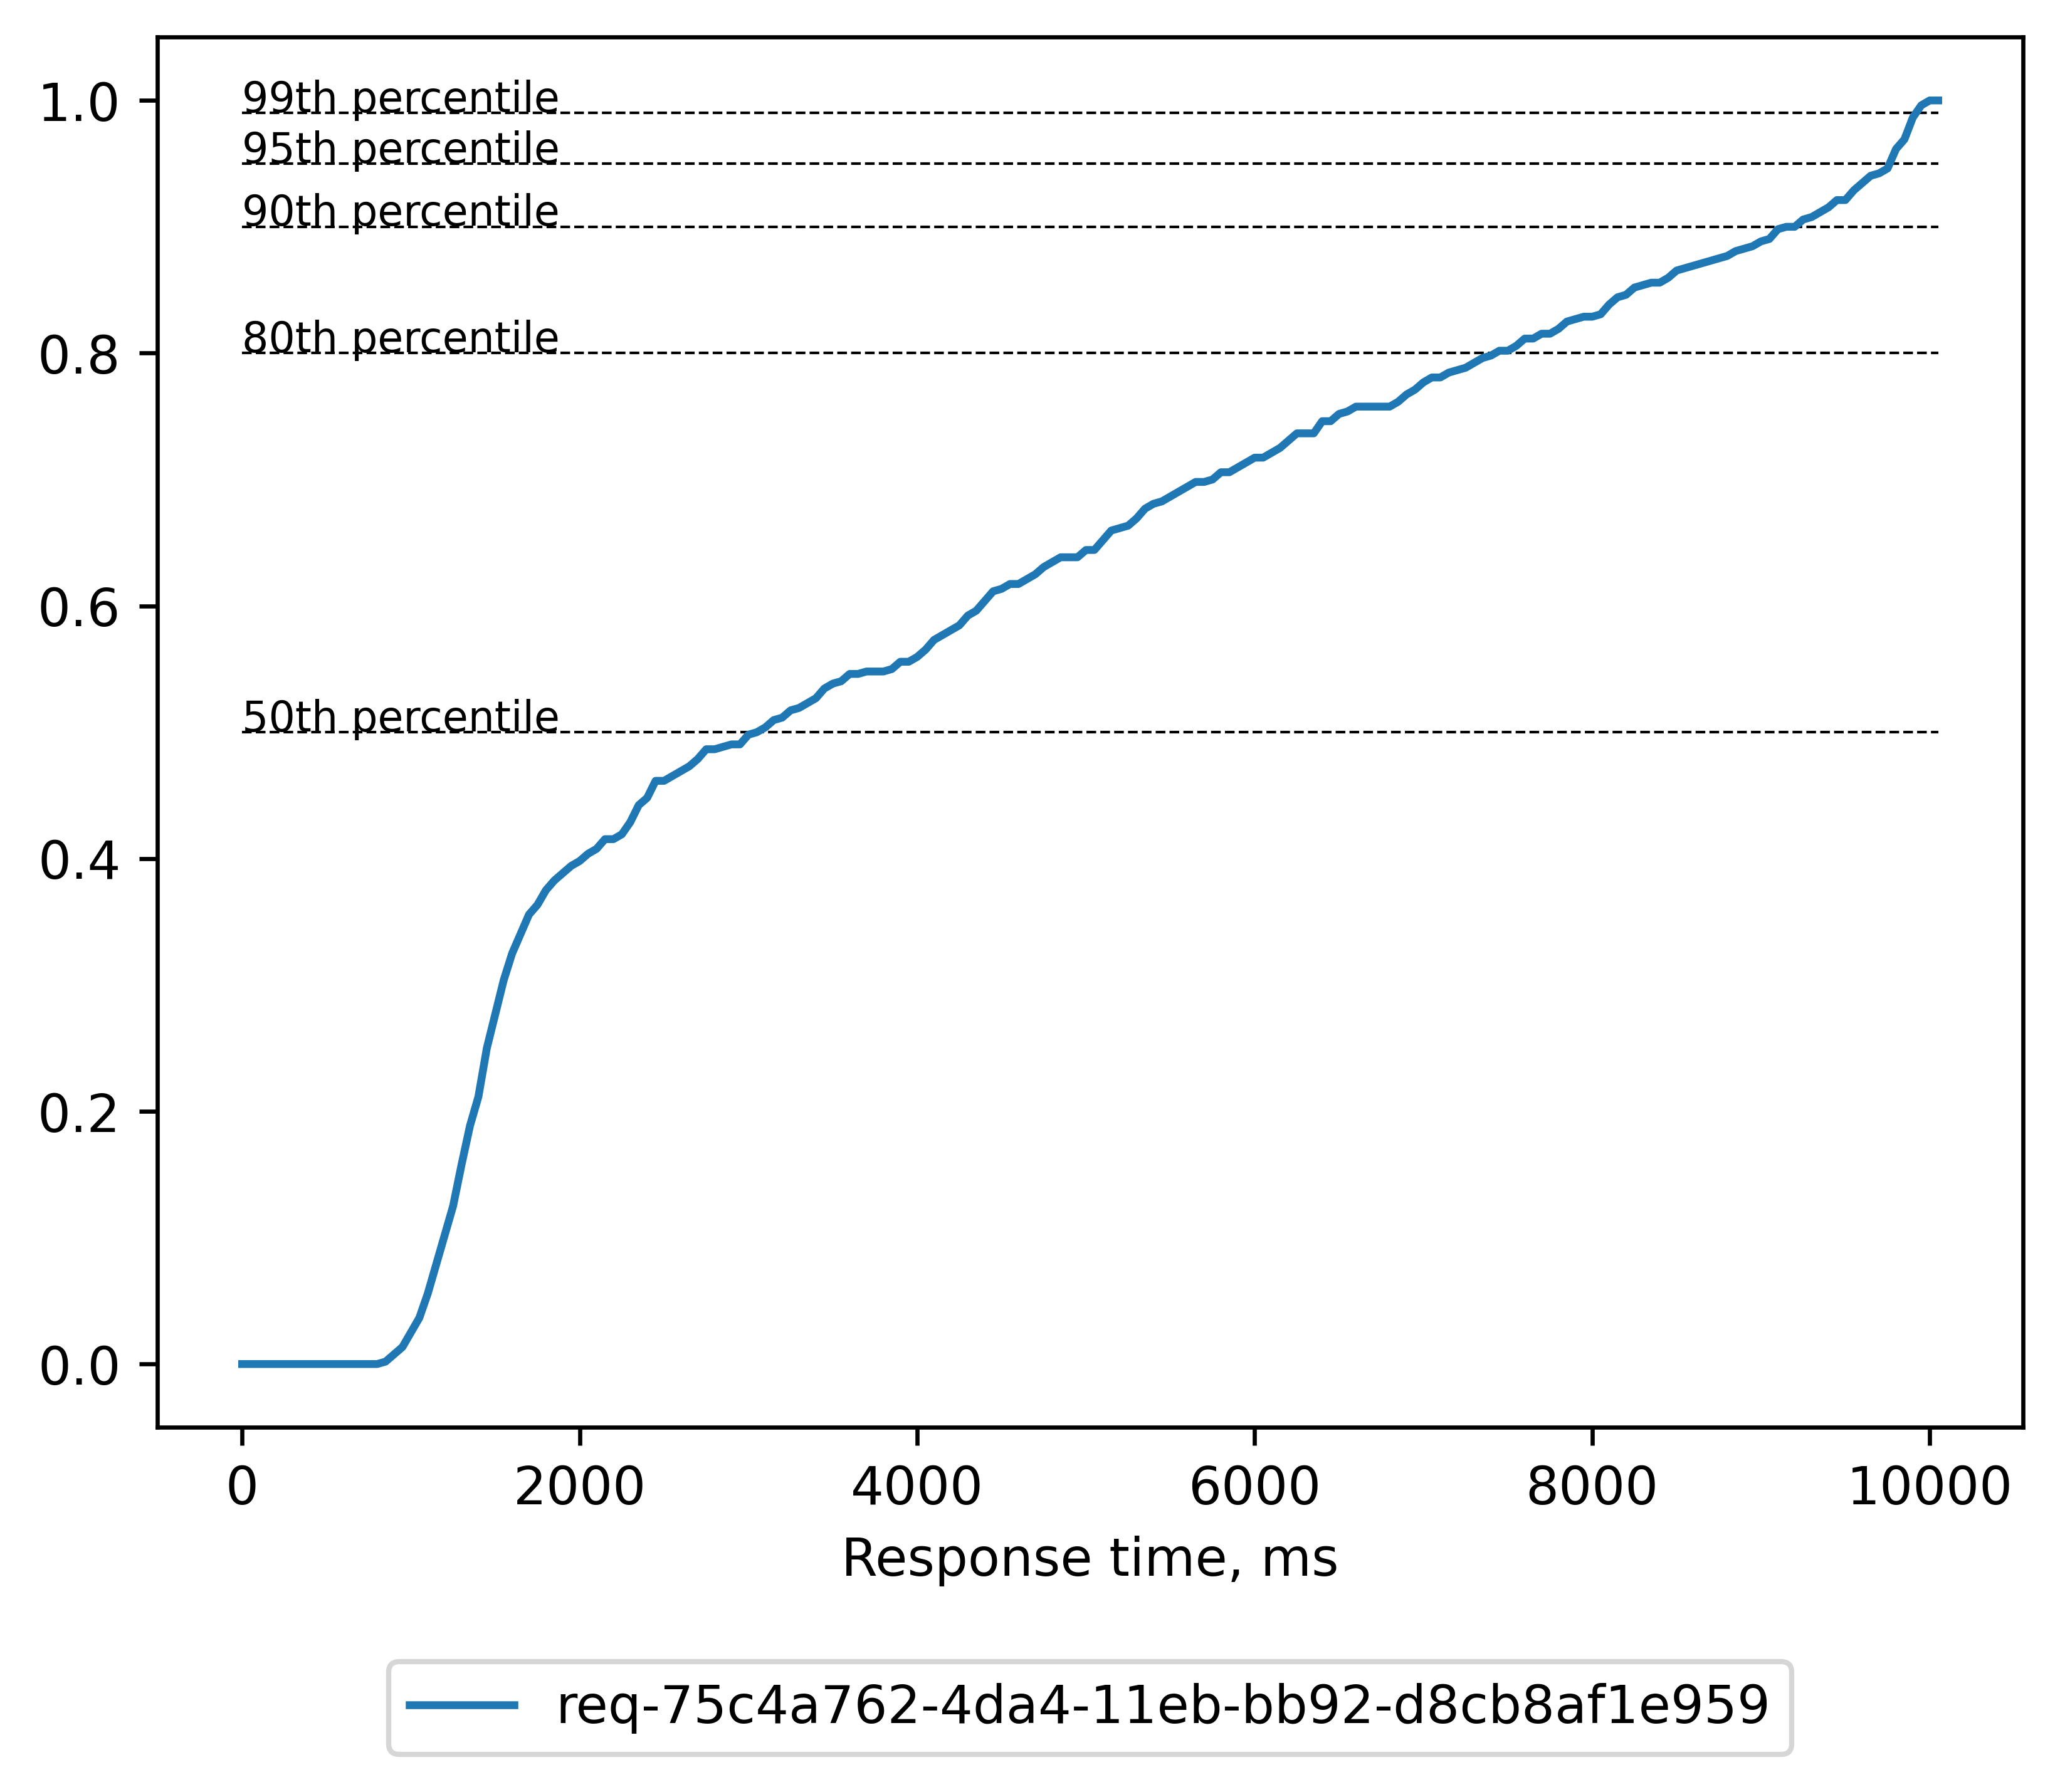 99th percentile
1.0
95th percentile
90th percentile
80th percentile
0.8
0.6
50th percentile
0.4
0.2
0.0
0 2000 4000 6000 8000 10000
Response time, ms
req-75c4a762-4da4-11eb-bb92-d8cb8af1e959